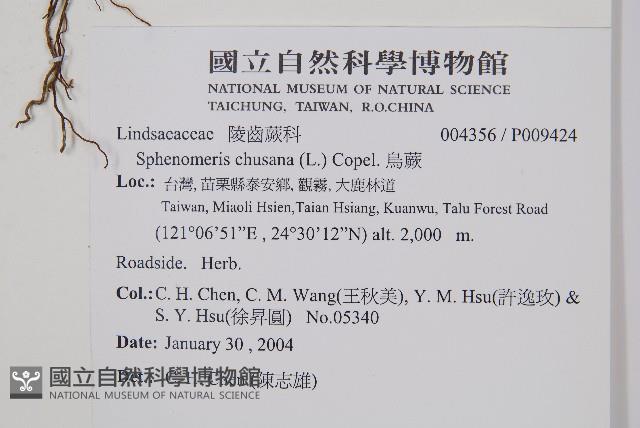 國立自然科學博物館
NATIONAL MUSEUM OF NATURAL SCIENCE
TAICHUNG, TAIWAN, R.O.CHINA
Lindsaeaceae 陵齒蕨科 004356 / P009424
Sphenomeris chusana (L.) Copel. 烏蕨
Loc.: 台灣, 苗栗縣泰安鄉, 觀霧, 大鹿林道
Taiwan, Miaoli Hsien,Taian Hsiang, Kuanwu, Talu Forest Road
(121°06’51”E , 24°30’12”N) alt. 2,000 m.
Roadside. Herb.
Col.: C. H. Chen, C. M. Wang(王秋美), Y. M. Hsu(許逸玫) &
S. Y. Hsu(徐昇圓) No.05340
Date: January 30 , 2004
(陳志雄)
國立自然科學博物館
NATIONAL MUSEUM OF NATURAL SCIENCE